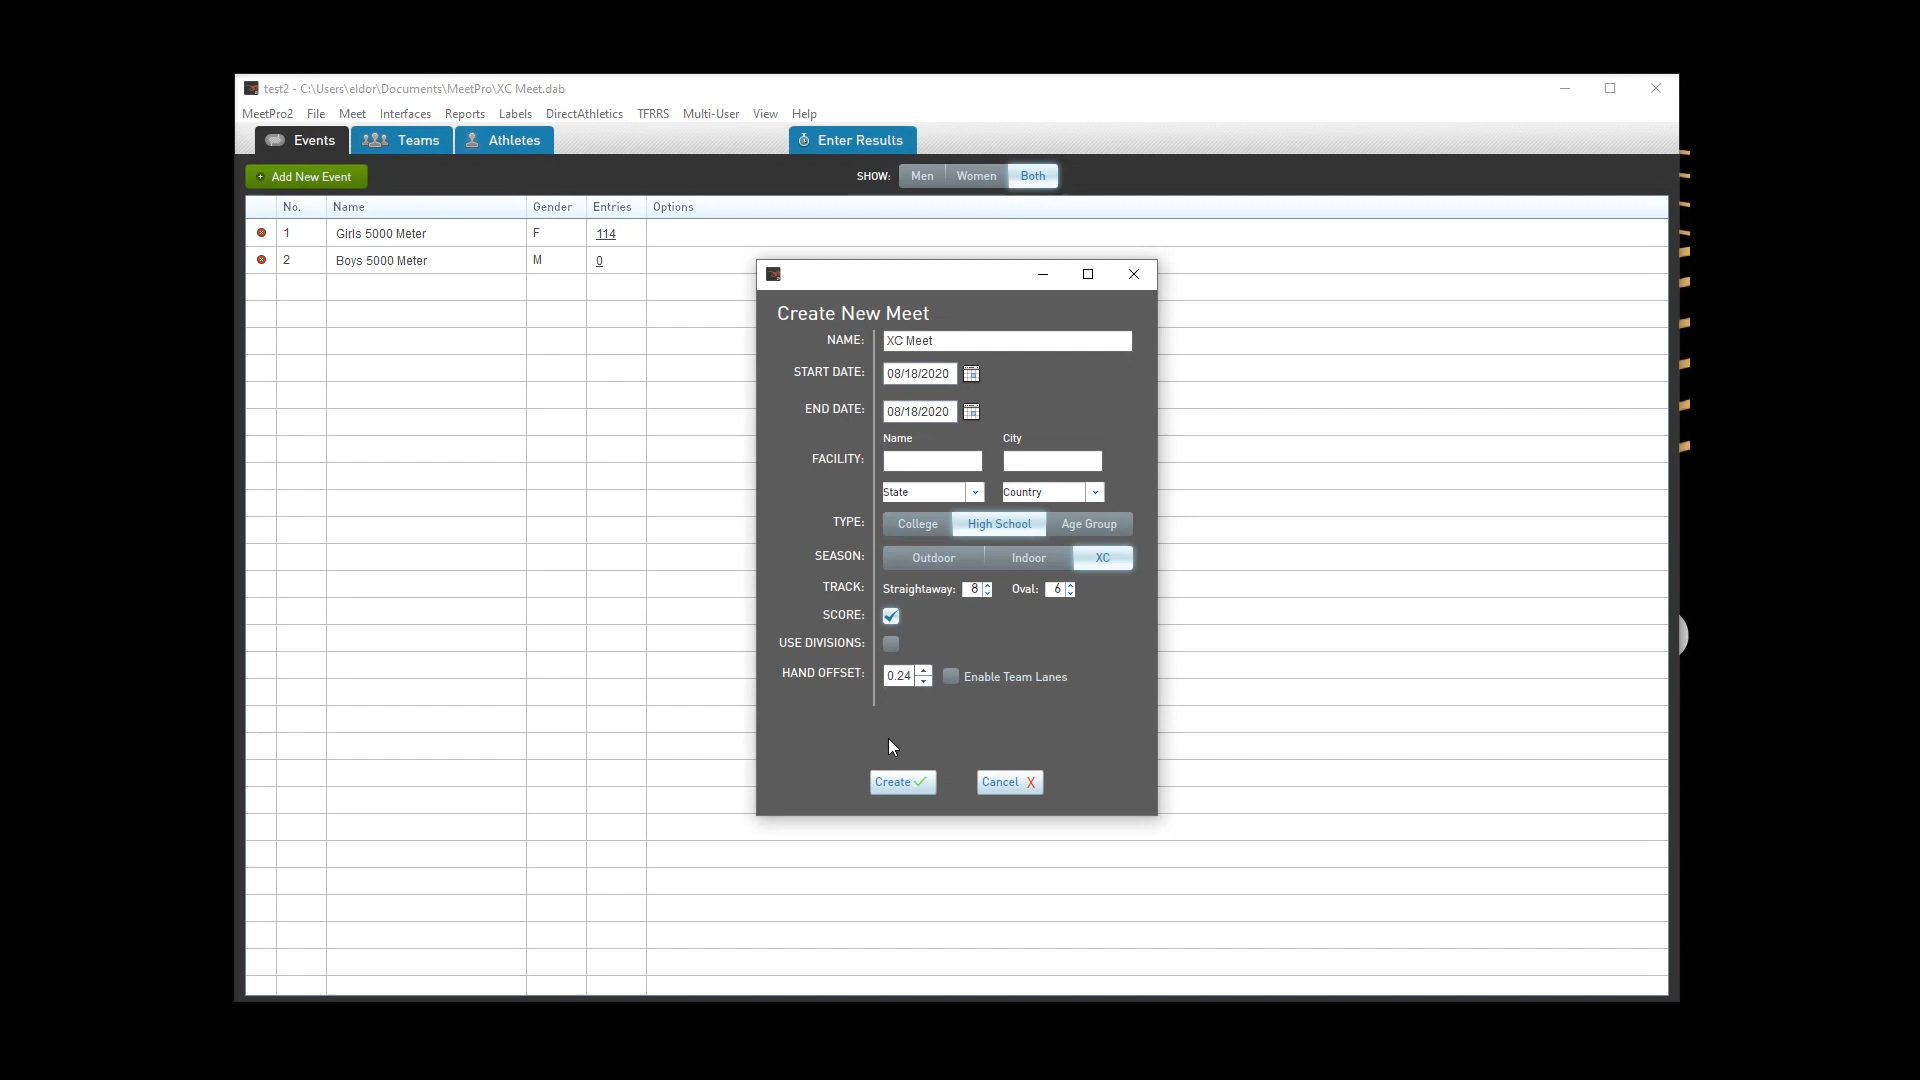 test2 - C:\Users\eldor\Documents\MeetPro\XC Meet.dab
MeetPro2 File Meet Interfaces Reports Labels DirectAthletics TFRRS Multi-User View Help
Events Teams Athletes Enter Results
Add New Event SHOW: Men Women Both
No. Name Gender Entries Options
1 Girls 5000 Meter F 114
2 Boys 5000 Meter M 0
Create New Meet
NAME: XC Meet
START DATE: 08/18/2020
END DATE: 08/18/2020
Name City
FACILITY:
State Country
TYPE: College High School Age Group
SEASON: Outdoor Indoor XC
TRACK: Straightaway: 8 Oval: 6
SCORE:
USE DIVISIONS:
HAND OFFSET: 0.24 Enable Team Lanes
Create Cancel X